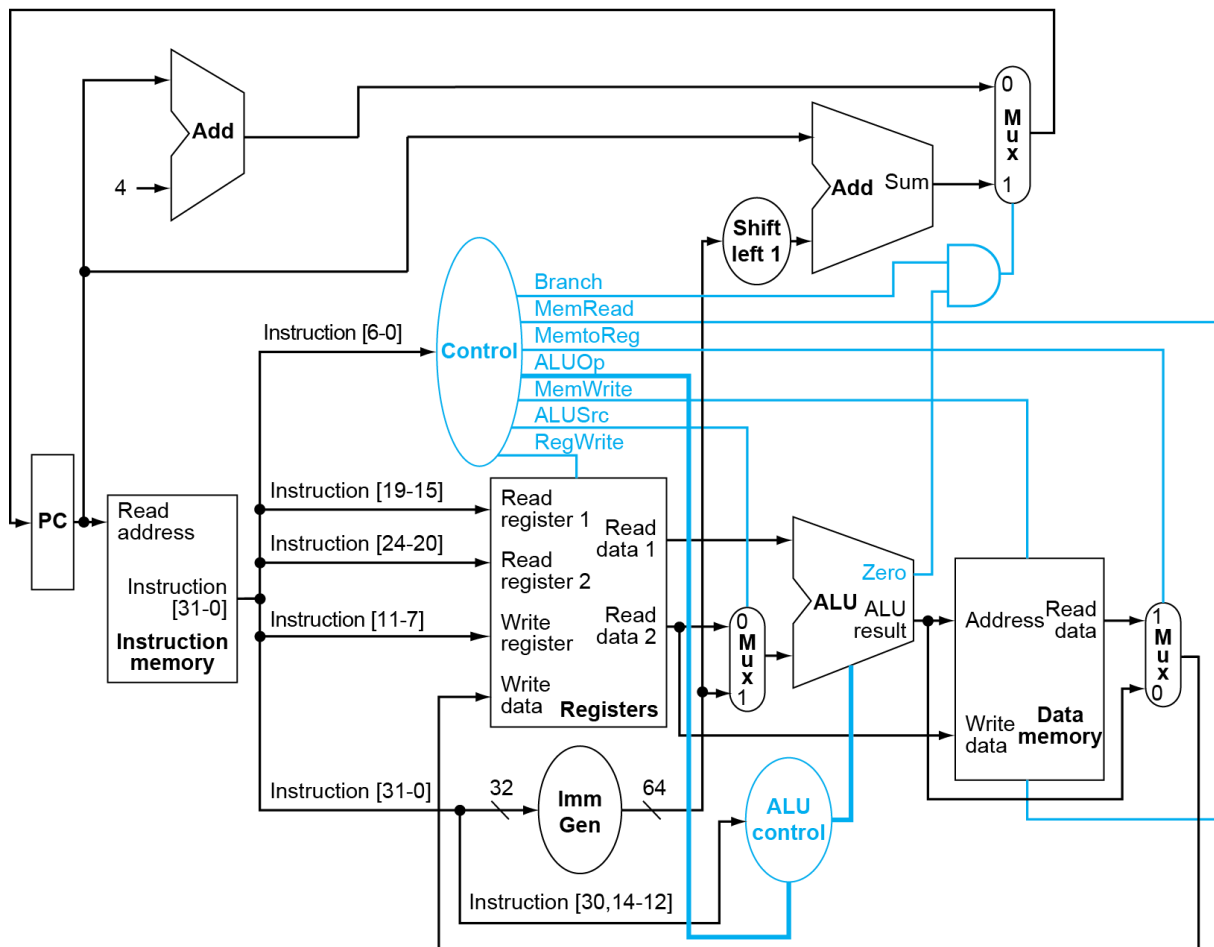 0
M
u
x
1
Add
4
Add
Sum
Shift
left 1
Branch
MemRead
MemtoReg
ALUOp
MemWrite
ALUSrc
RegWrite
Control
Instruction [6-0]
PC
Read
address
Instruction
[31-0]
Instruction
memory
Instruction [19-15]
Instruction [24-20]
Instruction [11-7]
Instruction [31-0]
Read
register 1
Read
register 2
Write
register
Write
data
Read
data 1
Read
data 2
Registers
0
M
u
x
1
Zero
ALU
ALU
result
Address
Read
data
Write
data
Data
memory
1
M
u
x
0
32
Imm
Gen
64
ALU
control
Instruction [30,14-12]